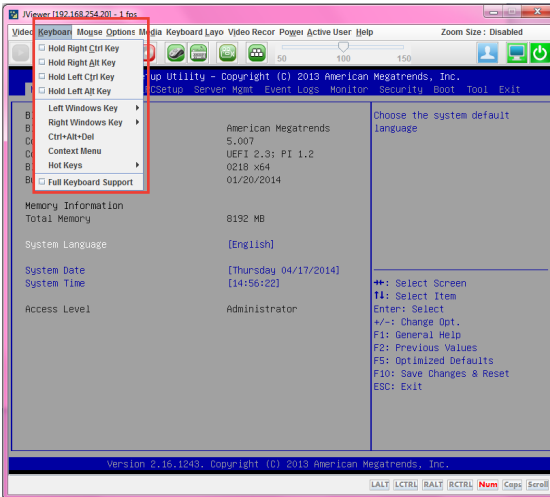 JViewer [192.168.254.20] - 1 fps
Video Keyboard Mouse Options Media Keyboard Layo Video Recor Power Active User Help Zoom Size : Disabled
50 100 150
Hold Right Ctrl Key
Hold Right Alt Key
Hold Left Ctrl Key
Hold Left Alt Key
Left Windows Key
Right Windows Key
Ctrl+Alt+Del
Context Menu
Hot Keys
Full Keyboard Support
up Utility - Copyright (C) 2013 American Megatrends, Inc.
CSetup Server Mgmt Event Logs Monitor Security Boot Tool Exit
American Megatrends
5.007
UEFI 2.3; PI 1.2
0218 x64
01/20/2014
Memory Information
Total Memory 8192 MB
System Language [English]
System Date [Thursday 04/17/2014]
System Time [14:56:22]
Access Level Administrator
Choose the system default
language
→←: Select Screen
↑↓: Select Item
Enter: Select
+/-: Change Opt.
F1: General Help
F2: Previous Values
F5: Optimized Defaults
F10: Save Changes & Reset
ESC: Exit
Version 2.16.1243. Copyright (C) 2013 American Megatrends, Inc.
LALT LCTRL RALT RCTRL Num Caps Scroll